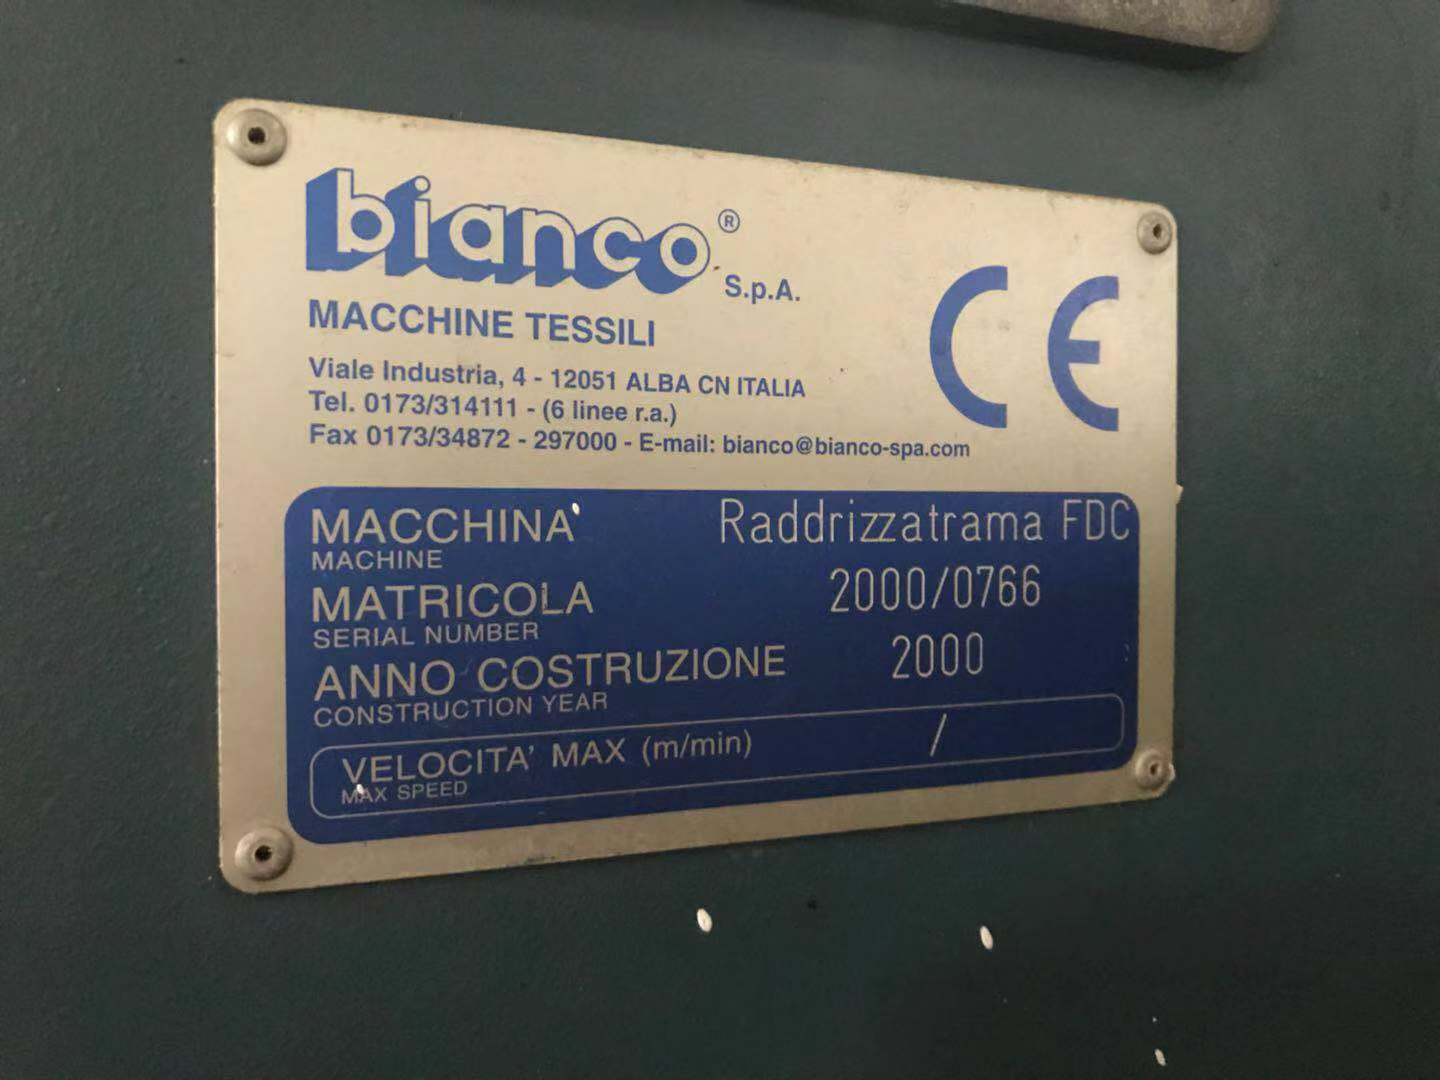 bianco® S.p.A.
MACCHINE TESSILI
Viale Industria, 4 - 12051 ALBA CN ITALIA
Tel. 0173/314111 - (6 linee r.a.)
Fax 0173/34872 - 297000 - E-mail: bianco@bianco-spa.com
CE
MACCHINA Raddrizzatrama FDC
MACHINE
MATRICOLA 2000/0766
SERIAL NUMBER
ANNO COSTRUZIONE 2000
CONSTRUCTION YEAR
VELOCITA' MAX (m/min) /
MAX SPEED